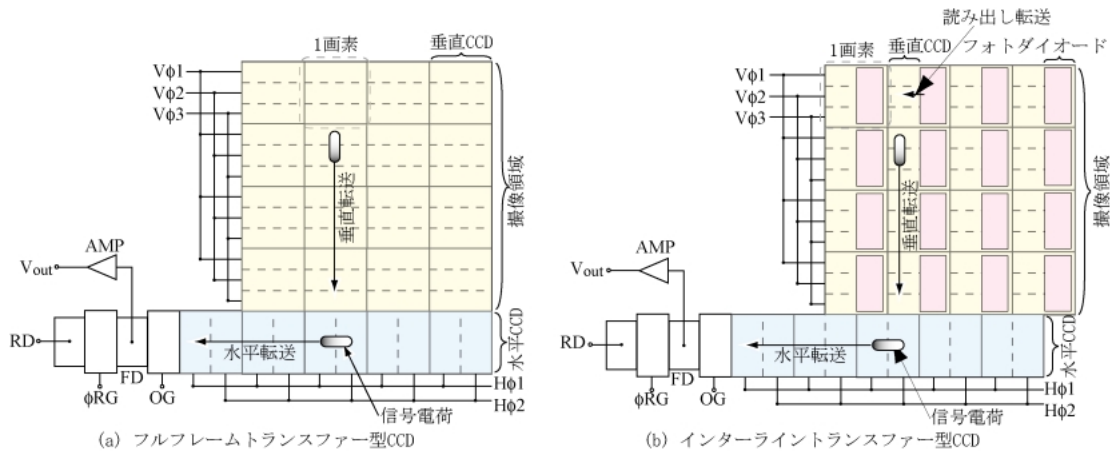 1画素
垂直CCD
Vϕ1
Vϕ2
Vϕ3
垂直転送
撮像領域
AMP
Vout
RD
FD
ϕRG
OG
水平転送
水平CCD
Hϕ1
Hϕ2
信号電荷
(a) フルフレームトランスファー型CCD
読み出し転送
1画素
垂直CCD
フォトダイオード
Vϕ1
Vϕ2
Vϕ3
垂直転送
撮像領域
AMP
Vout
RD
FD
ϕRG
OG
水平転送
水平CCD
Hϕ1
Hϕ2
信号電荷
(b) インターライントランスファー型CCD